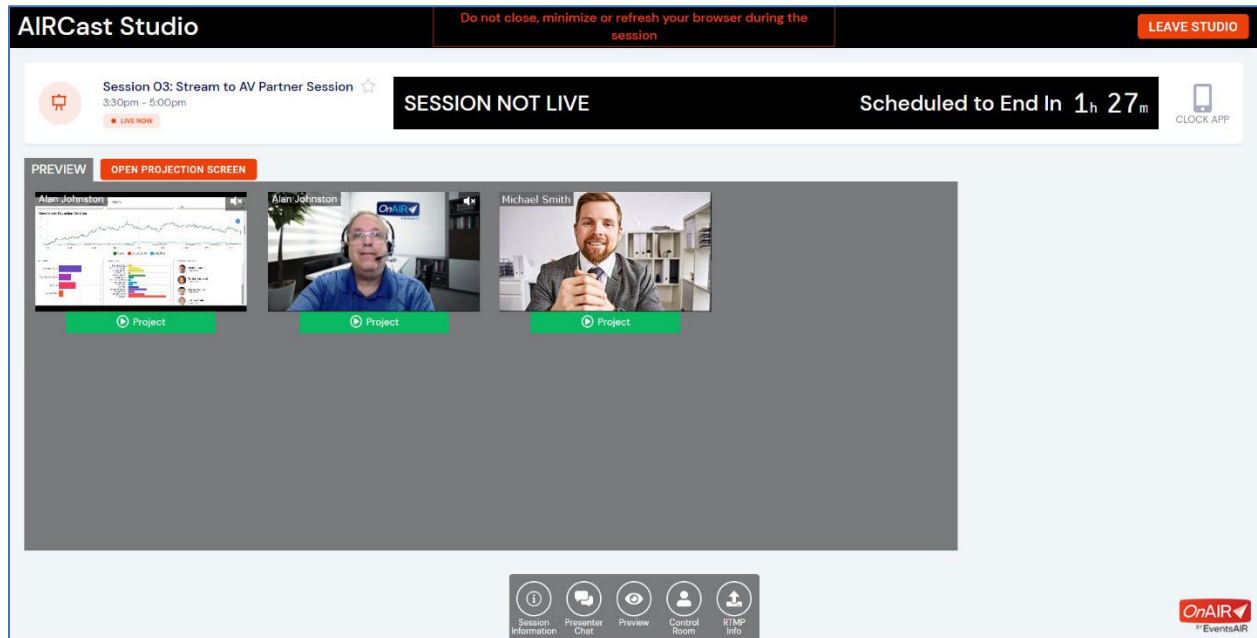 AIRCast Studio
Do not close, minimize or refresh your browser during the
session
LEAVE STUDIO
Session 03: Stream to AV Partner Session
3:30pm - 5:00pm
LIVE NOW
SESSION NOT LIVE
Scheduled to End In 1h 27m
CLOCK APP
PREVIEW
OPEN PROJECTION SCREEN
Alan Johnston
Alan Johnston
OnAIR
Michael Smith
Project
Project
Project
Session
Information
Presenter
Chat
Preview
Control
Room
RTMP
Info
OnAIR
BY EventsAIR